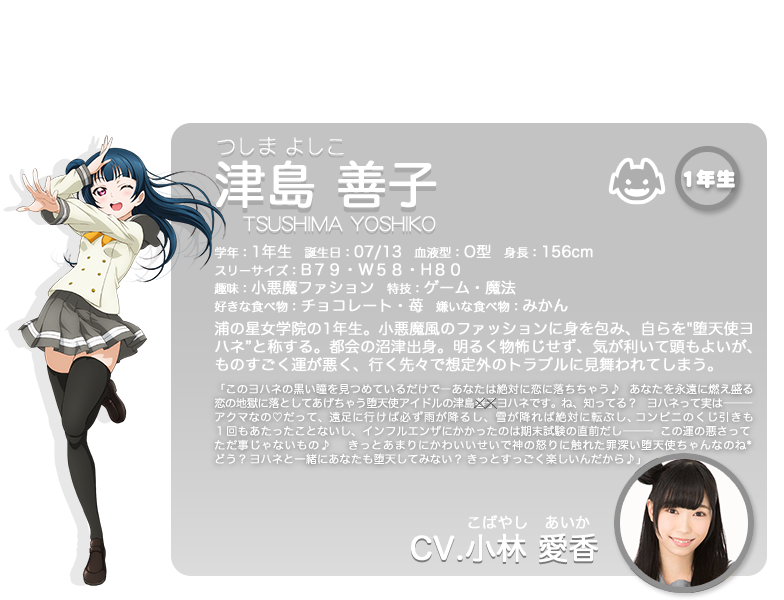 つしま よしこ
津島 善子
TSUSHIMA YOSHIKO
1年生
学年：1年生　誕生日：07/13　血液型：O型　身長：156cm
スリーサイズ：B７９・W５８・H８０
趣味：小悪魔ファション　特技：ゲーム・魔法
好きな食べ物：チョコレート・苺　嫌いな食べ物：みかん
浦の星女学院の1年生。小悪魔風のファッションに身を包み、自らを"堕天使ヨ
ハネ"と称する。都会の沼津出身。明るく物怖じせず、気が利いて頭もよいが、
ものすごく運が悪く、行く先々で想定外のトラブルに見舞われてしまう。
「このヨハネの黒い瞳を見つめているだけで―あなたは絶対に恋に落ちちゃう♪　あなたを永遠に燃え盛る
恋の地獄に落としてあげちゃう堕天使アイドルの津島××ヨハネです。ね、知ってる？　ヨハネって実は――
アクマなの♡だって、遠足に行けば必ず雨が降るし、雪が降れば絶対に転ぶし、コンビニのくじ引きも
１回もあたったことないし、インフルエンザにかかったのは期末試験の直前だし――　この運の悪さって
ただ事じゃないもの♪　きっとあまりにかわいいせいで神の怒りに触れた罪深い堕天使ちゃんなのね*
どう？ヨハネと一緒にあなたも堕天してみない？ きっとすっごく楽しいんだから♪」
こばやし　あいか
CV.小林 愛香